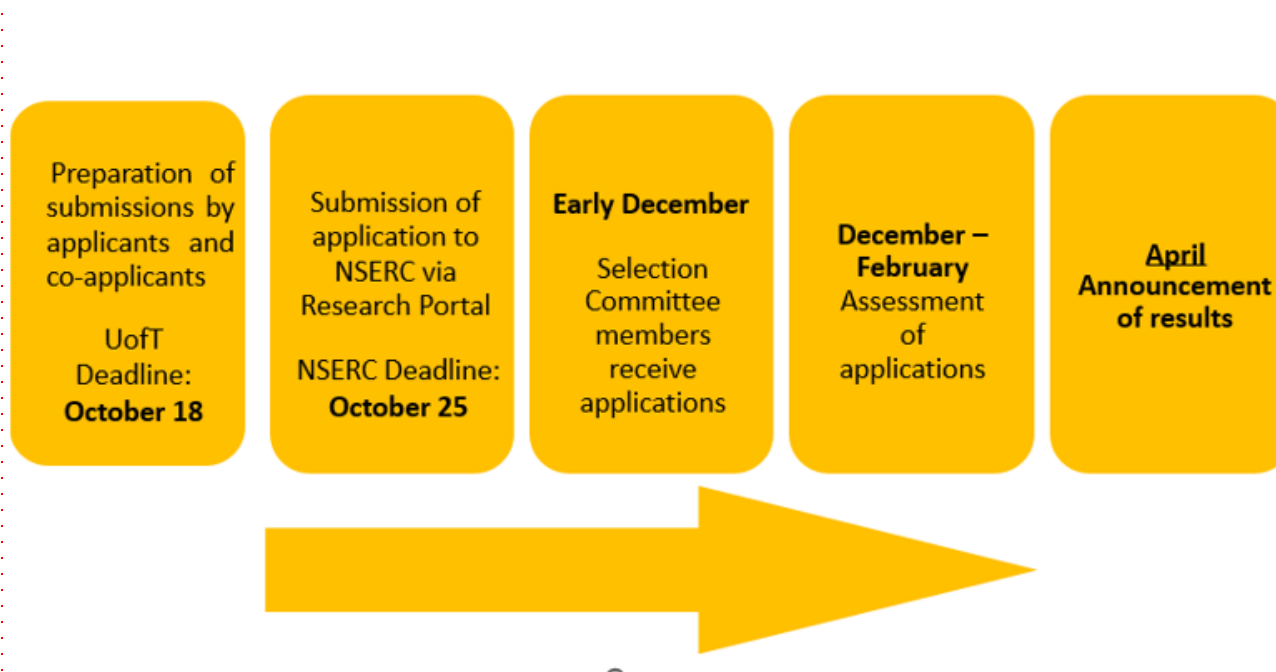 Preparation of
submissions by
applicants and
co-applicants
UofT
Deadline:
October 18
Submission of
application to
NSERC via
Research Portal
NSERC Deadline:
October 25
Early December
Selection
Committee
members
receive
applications
December –
February
Assessment
of
applications
April
Announcement
of results